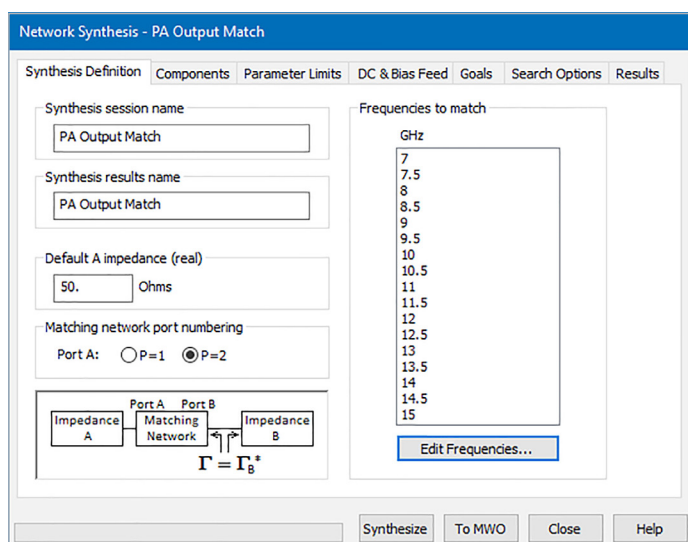 Network Synthesis - PA Output Match
Synthesis Definition Components Parameter Limits DC & Bias Feed Goals Search Options Results
Synthesis session name
PA Output Match
Synthesis results name
PA Output Match
Default A impedance (real)
50. Ohms
Matching network port numbering
Port A: P=1 P=2
Port A Port B
Impedance A
Matching Network
Impedance B
Γ = Γ_B*
Frequencies to match
GHz
7
7.5
8
8.5
9
9.5
10
10.5
11
11.5
12
12.5
13
13.5
14
14.5
15
Edit Frequencies...
Synthesize To MWO Close Help